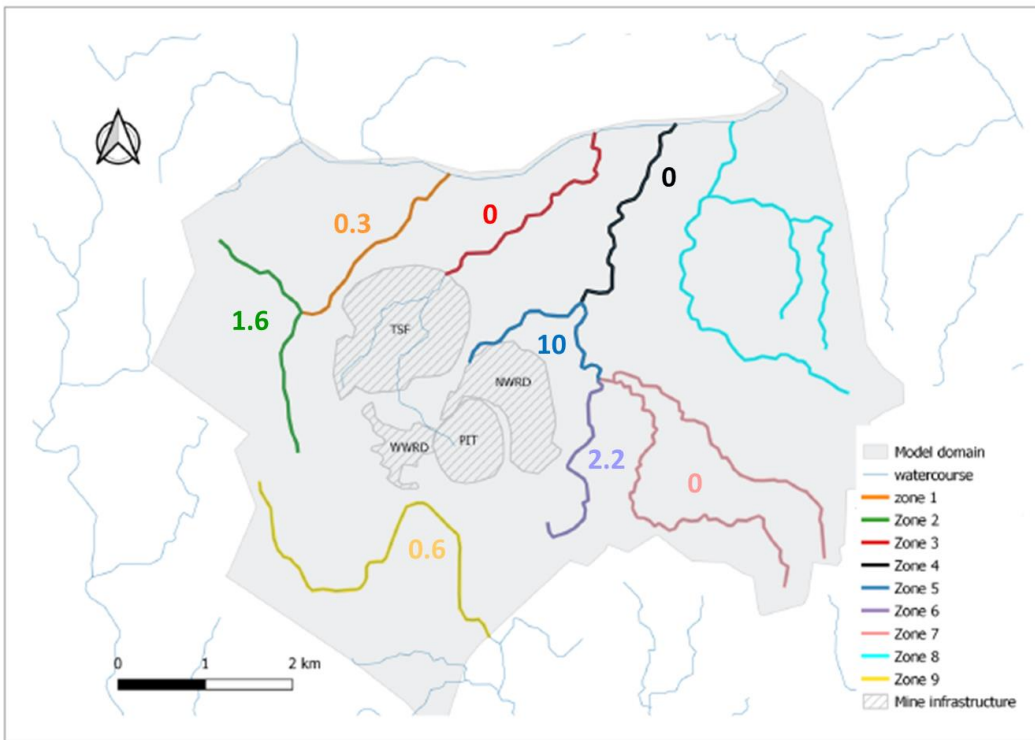 0
0.3
0
1.6
TSF
10
NWRD
WWRD
PIT
2.2
0
0.6
Model domain
watercourse
zone 1
Zone 2
Zone 3
Zone 4
Zone 5
Zone 6
Zone 7
Zone 8
Zone 9
Mine infrastructure
0 1 2 km